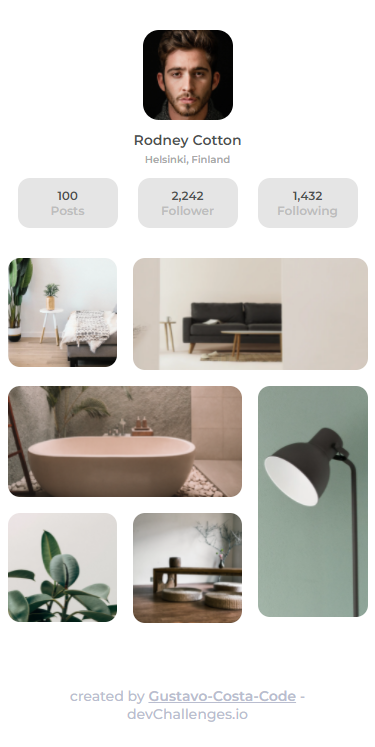 Rodney Cotton
Helsinki, Finland
100 2,242 1,432
Posts Follower Following
created by Gustavo-Costa-Code -
devChallenges.io